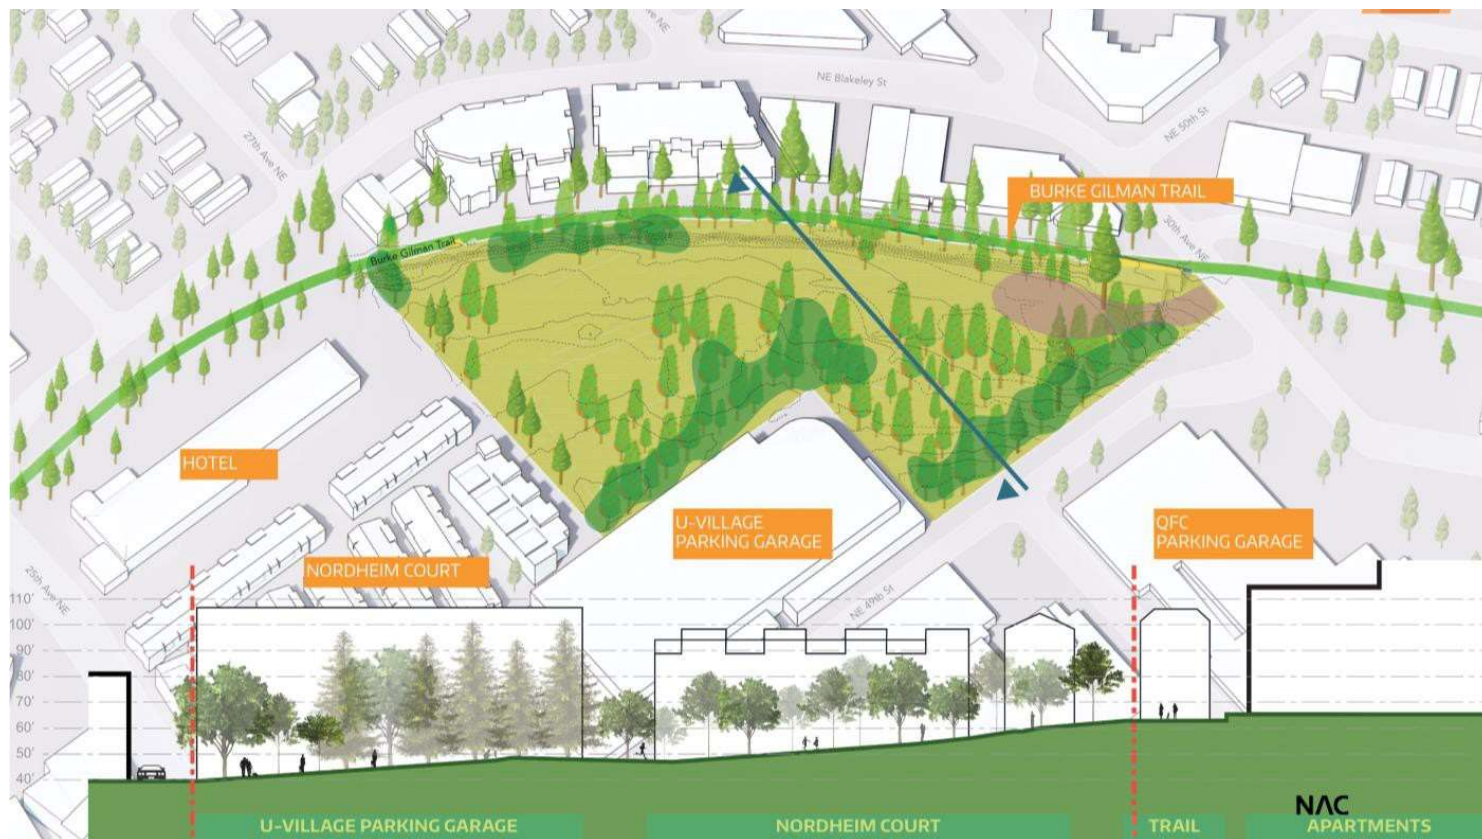 Ave NE
NE Blakeley St
NE 50th St
27th Ave NE
BURKE GILMAN TRAIL
30th Ave NE
Burke Gilman Trail
HOTEL
U-VILLAGE
PARKING GARAGE
QFC
PARKING GARAGE
NORDHEIM COURT
25th Ave NE
NE 49th St
110'
100'
90'
80'
70'
60'
50'
40'
NAC
U-VILLAGE PARKING GARAGE
NORDHEIM COURT
TRAIL
APARTMENTS